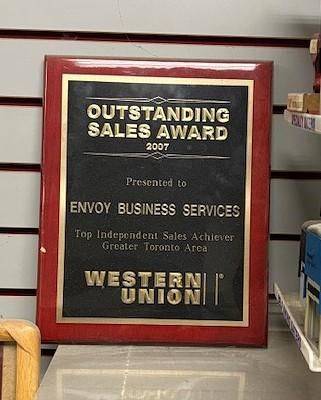 OUTSTANDING
SALES AWARD
2007
Presented to
ENVOY BUSINESS SERVICES
Top Independent Sales Achiever
Greater Toronto Area
WESTERN
UNION